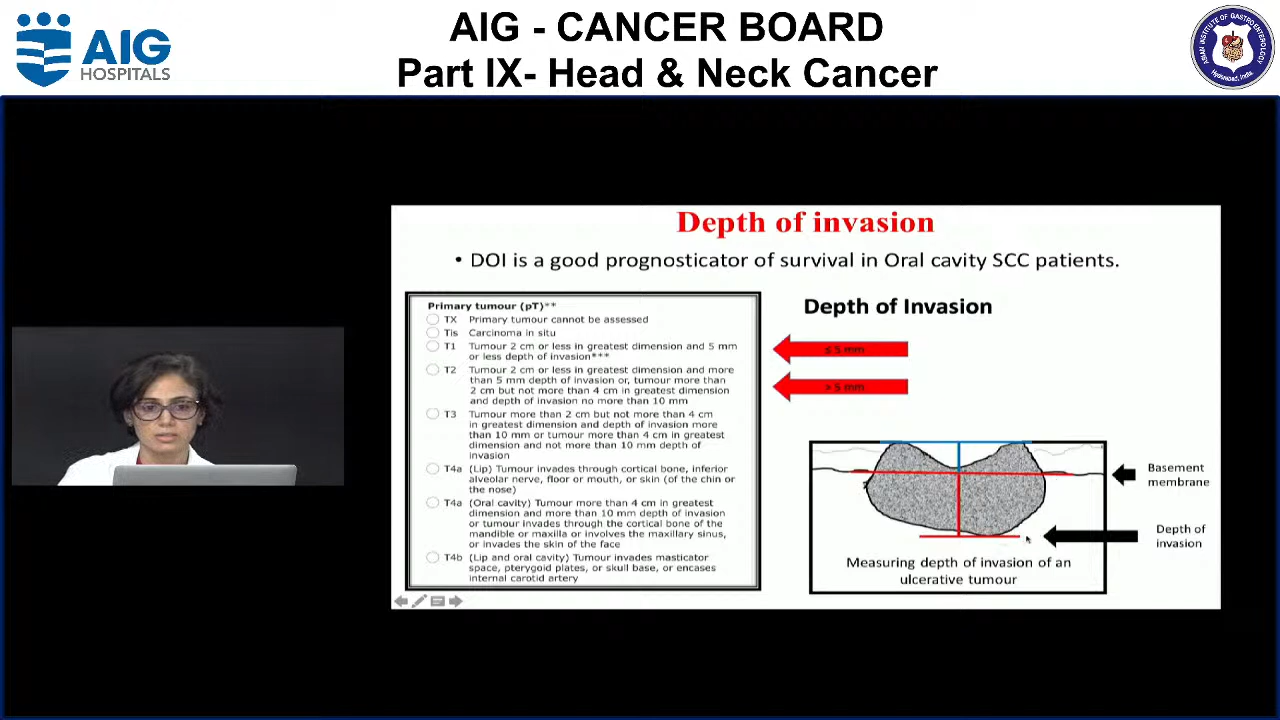 AIG - CANCER BOARD
Part IX- Head & Neck Cancer
AIG
HOSPITALS
ASIAN INSTITUTE OF GASTROENTEROLOGY
Hyderabad, India
Depth of invasion
• DOI is a good prognosticator of survival in Oral cavity SCC patients.
Primary tumour (pT)**
TX Primary tumour cannot be assessed
Tis Carcinoma in situ
T1 Tumour 2 cm or less in greatest dimension and 5 mm
or less depth of invasion***
T2 Tumour 2 cm or less in greatest dimension and more
than 5 mm depth of invasion or, tumour more than
2 cm but not more than 4 cm in greatest dimension
and depth of invasion no more than 10 mm
T3 Tumour more than 2 cm but not more than 4 cm
in greatest dimension and depth of invasion more
than 10 mm or tumour more than 4 cm in greatest
dimension and not more than 10 mm depth of
invasion
T4a (Lip) Tumour invades through cortical bone, inferior
alveolar nerve, floor or mouth, or skin (of the chin or
the nose)
T4a (Oral cavity) Tumour more than 4 cm in greatest
dimension and more than 10 mm depth of invasion
or tumour invades through the cortical bone of the
mandible or maxilla or involves the maxillary sinus,
or invades the skin of the face
T4b (Lip and oral cavity) Tumour invades masticator
space, pterygoid plates, or skull base, or encases
internal carotid artery
Depth of Invasion
≤ 5 mm
> 5 mm
Basement
membrane
Depth of
invasion
Measuring depth of invasion of an
ulcerative tumour